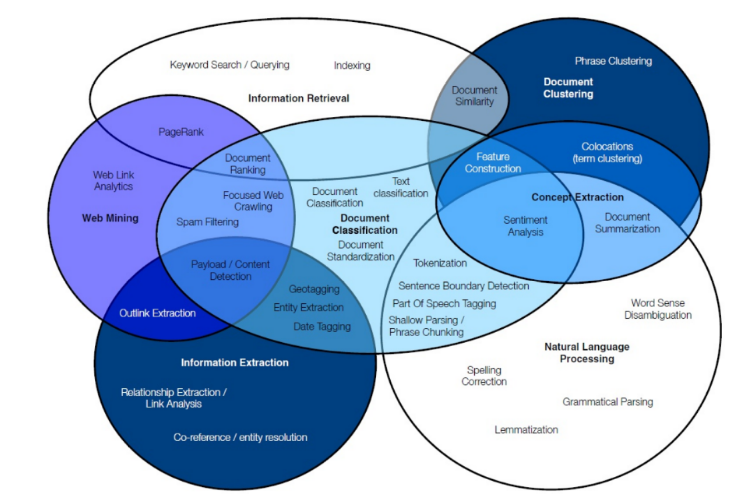 Keyword Search / Querying
Indexing
Information Retrieval
Document
Similarity
Phrase Clustering
Document
Clustering
PageRank
Web Link
Analytics
Web Mining
Document
Ranking
Focused Web
Crawling
Spam Filtering
Document
Classification
Text
classification
Document
Classification
Document
Standardization
Feature
Construction
Colocations
(term clustering)
Concept Extraction
Sentiment
Analysis
Document
Summarization
Payload / Content
Detection
Geotagging
Entity Extraction
Date Tagging
Tokenization
Sentence Boundary Detection
Part Of Speech Tagging
Shallow Parsing /
Phrase Chunking
Outlink Extraction
Information Extraction
Relationship Extraction /
Link Analysis
Co-reference / entity resolution
Word Sense
Disambiguation
Natural Language
Processing
Spelling
Correction
Grammatical Parsing
Lemmatization